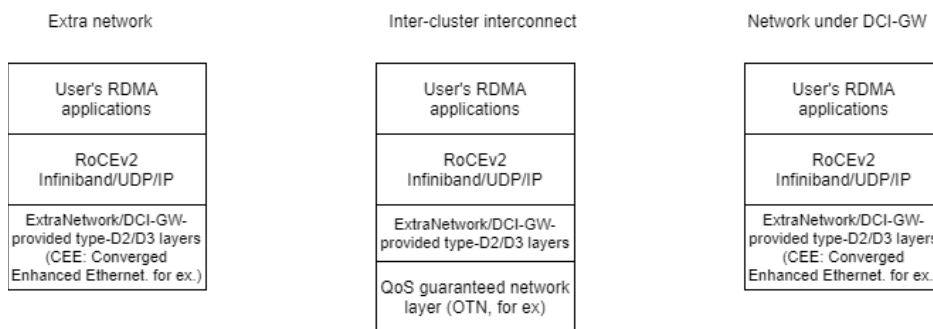 Extra network
Inter-cluster interconnect
Network under DCI-GW
User's RDMA
applications
RoCEv2
Infiniband/UDP/IP
ExtraNetwork/DCI-GW-
provided type-D2/D3 layers
(CEE: Converged
Enhanced Ethernet. for ex.)
User's RDMA
applications
RoCEv2
Infiniband/UDP/IP
ExtraNetwork/DCI-GW-
provided type-D2/D3 layers
QoS guaranteed network
layer (OTN, for ex)
User's RDMA
applications
RoCEv2
Infiniband/UDP/IP
ExtraNetwork/DCI-GW-
provided type-D2/D3 layers
(CEE: Converged
Enhanced Ethernet. for ex.